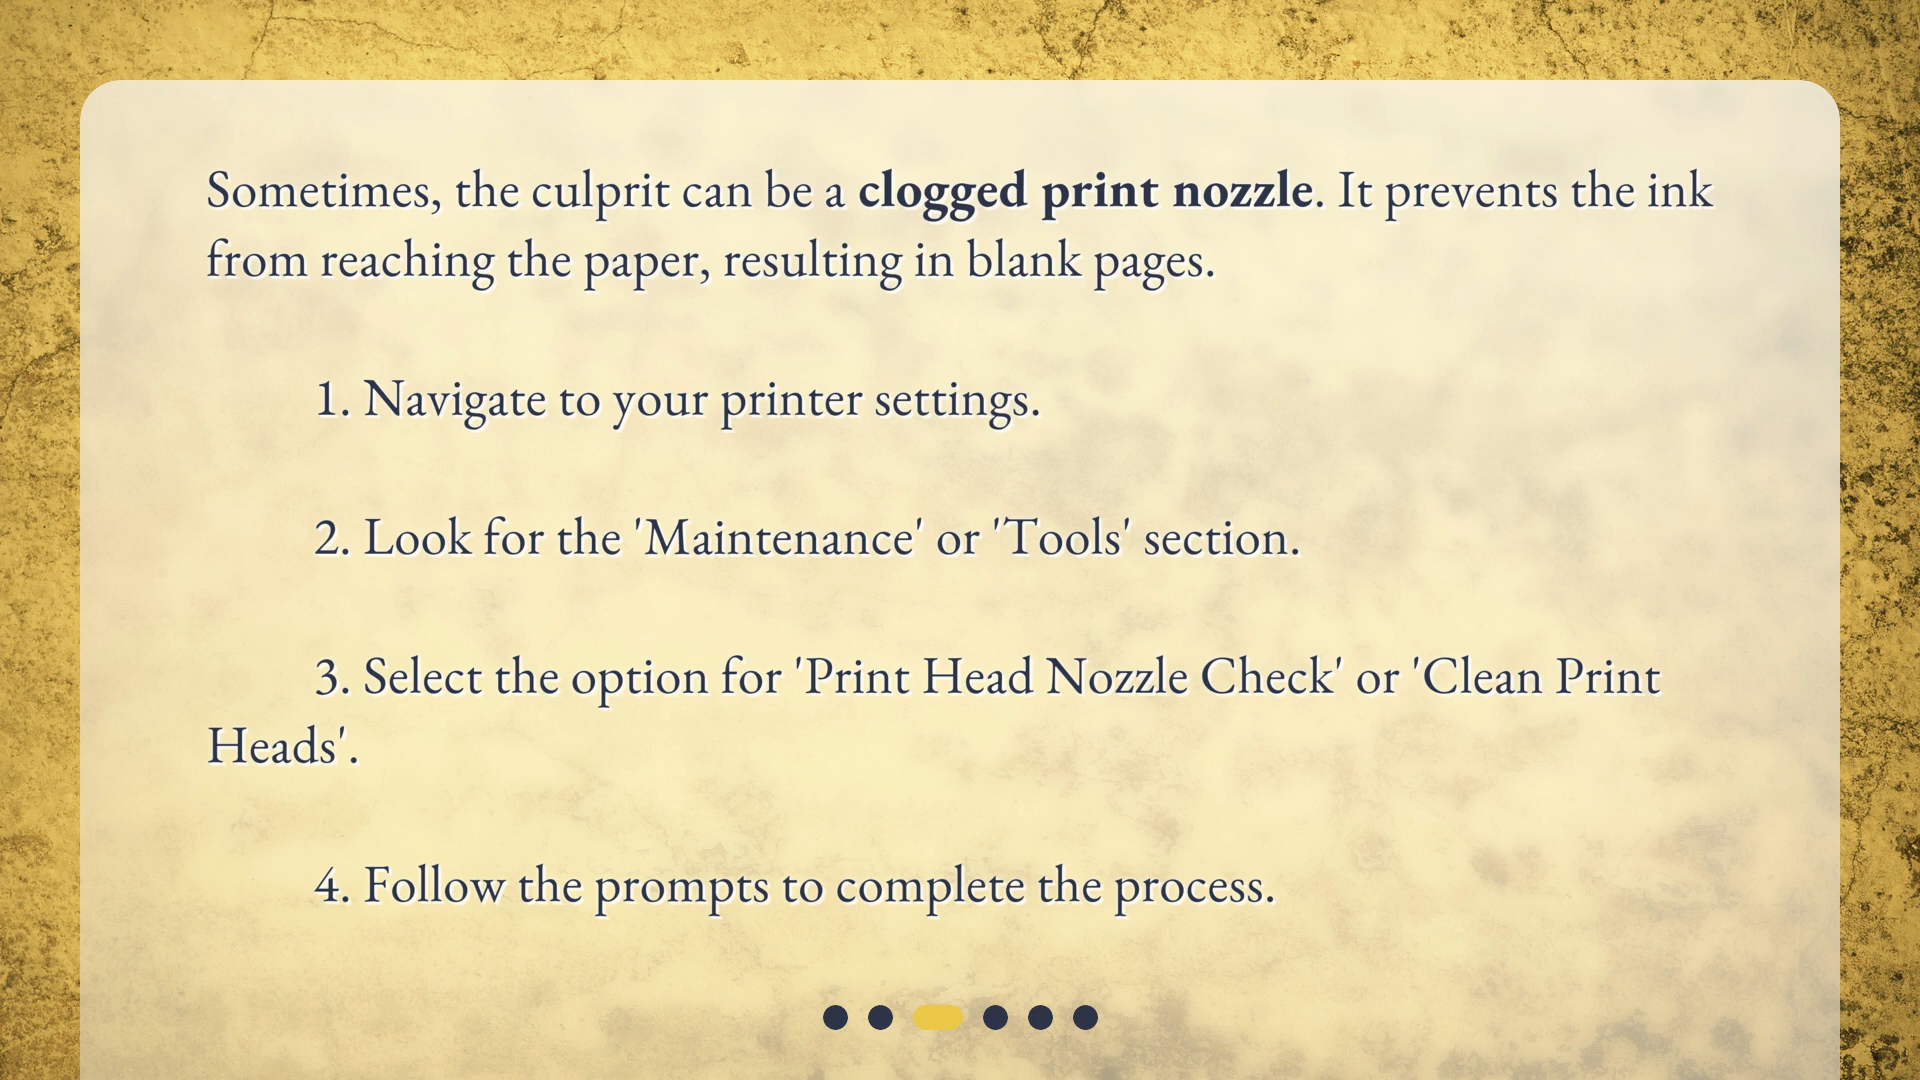 Sometimes, the culprit can be a clogged print nozzle. It prevents the ink
from reaching the paper, resulting in blank pages.
1. Navigate to your printer settings.
2. Look for the 'Maintenance' or 'Tools' section.
3. Select the option for 'Print Head Nozzle Check' or 'Clean Print
Heads'.
4. Follow the prompts to complete the process.